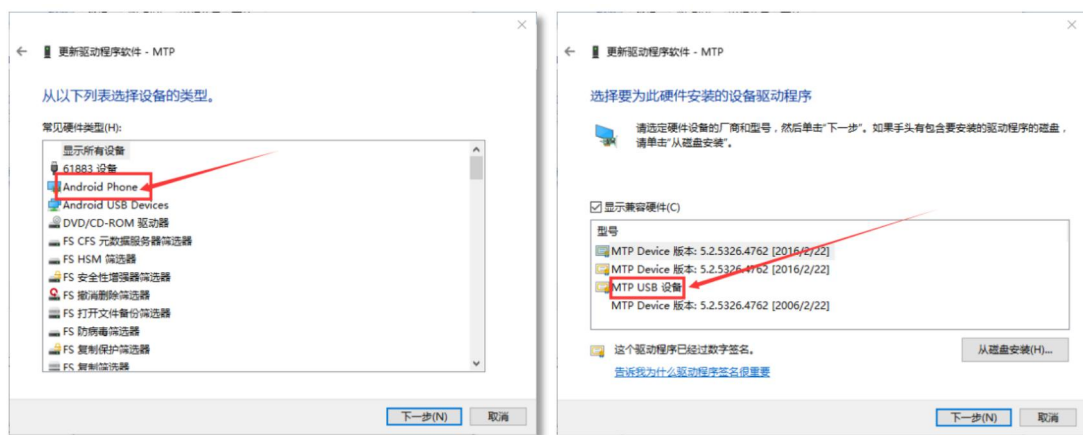 更新驱动程序软件 - MTP
从以下列表选择设备的类型。
常见硬件类型(H):
显示所有设备
61883 设备
Android Phone
Android USB Devices
DVD/CD-ROM 驱动器
FS CFS 元数据服务器筛选器
FS HSM 筛选器
FS 安全性增强器筛选器
FS 撤消删除筛选器
FS 打开文件备份筛选器
FS 防病毒筛选器
FS 复制保护筛选器
FS 复制筛选器
下一步(N)
取消
更新驱动程序软件 - MTP
选择要为此硬件安装的设备驱动程序
请选定硬件设备的厂商和型号，然后单击"下一步"。如果手头有包含要安装的驱动程序的磁盘，
请单击"从磁盘安装"。
显示兼容硬件(C)
型号
MTP Device 版本: 5.2.5326.4762 [2016/2/22]
MTP Device 版本: 5.2.5326.4762 [2016/2/22]
MTP USB 设备
MTP Device 版本: 5.2.5326.4762 [2006/2/22]
这个驱动程序已经过数字签名。
从磁盘安装(H)...
告诉我为什么驱动程序签名很重要
下一步(N)
取消